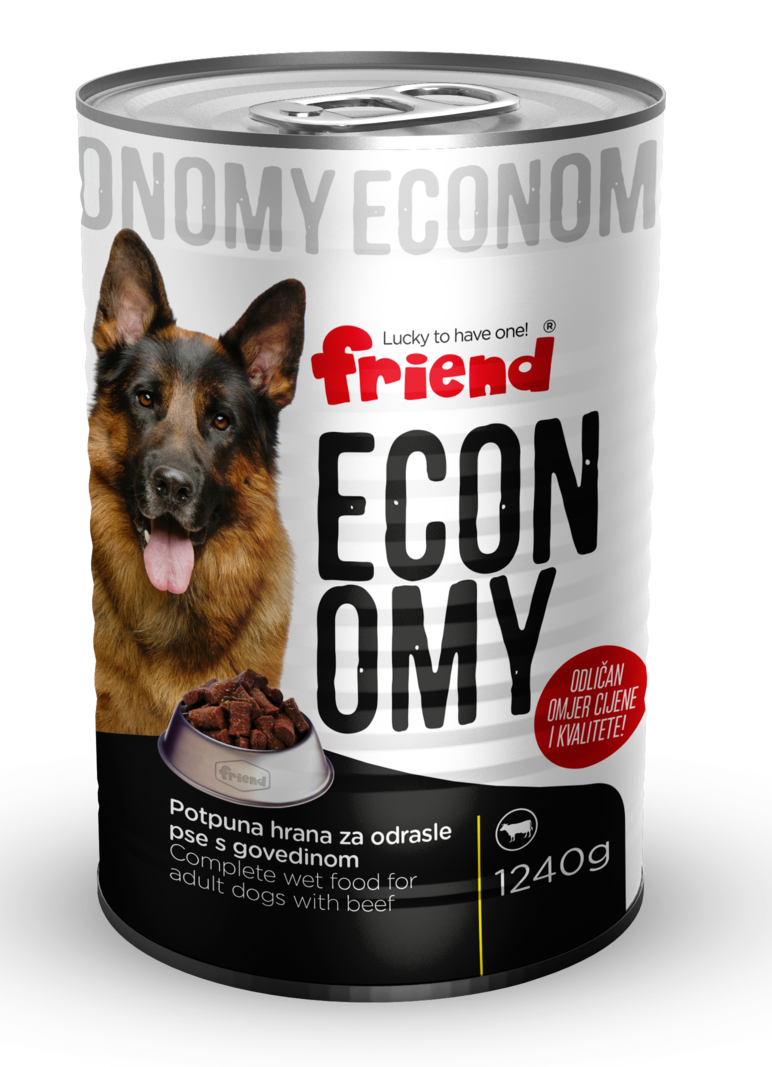 ONOMY ECONOM
Lucky to have one! ®
friend
ECON
OMY
ODLIČAN
OMJER CIJENE
I KVALITETE!
friend
Potpuna hrana za odrasle
pse s govedinom
Complete wet food for
adult dogs with beef
1240g